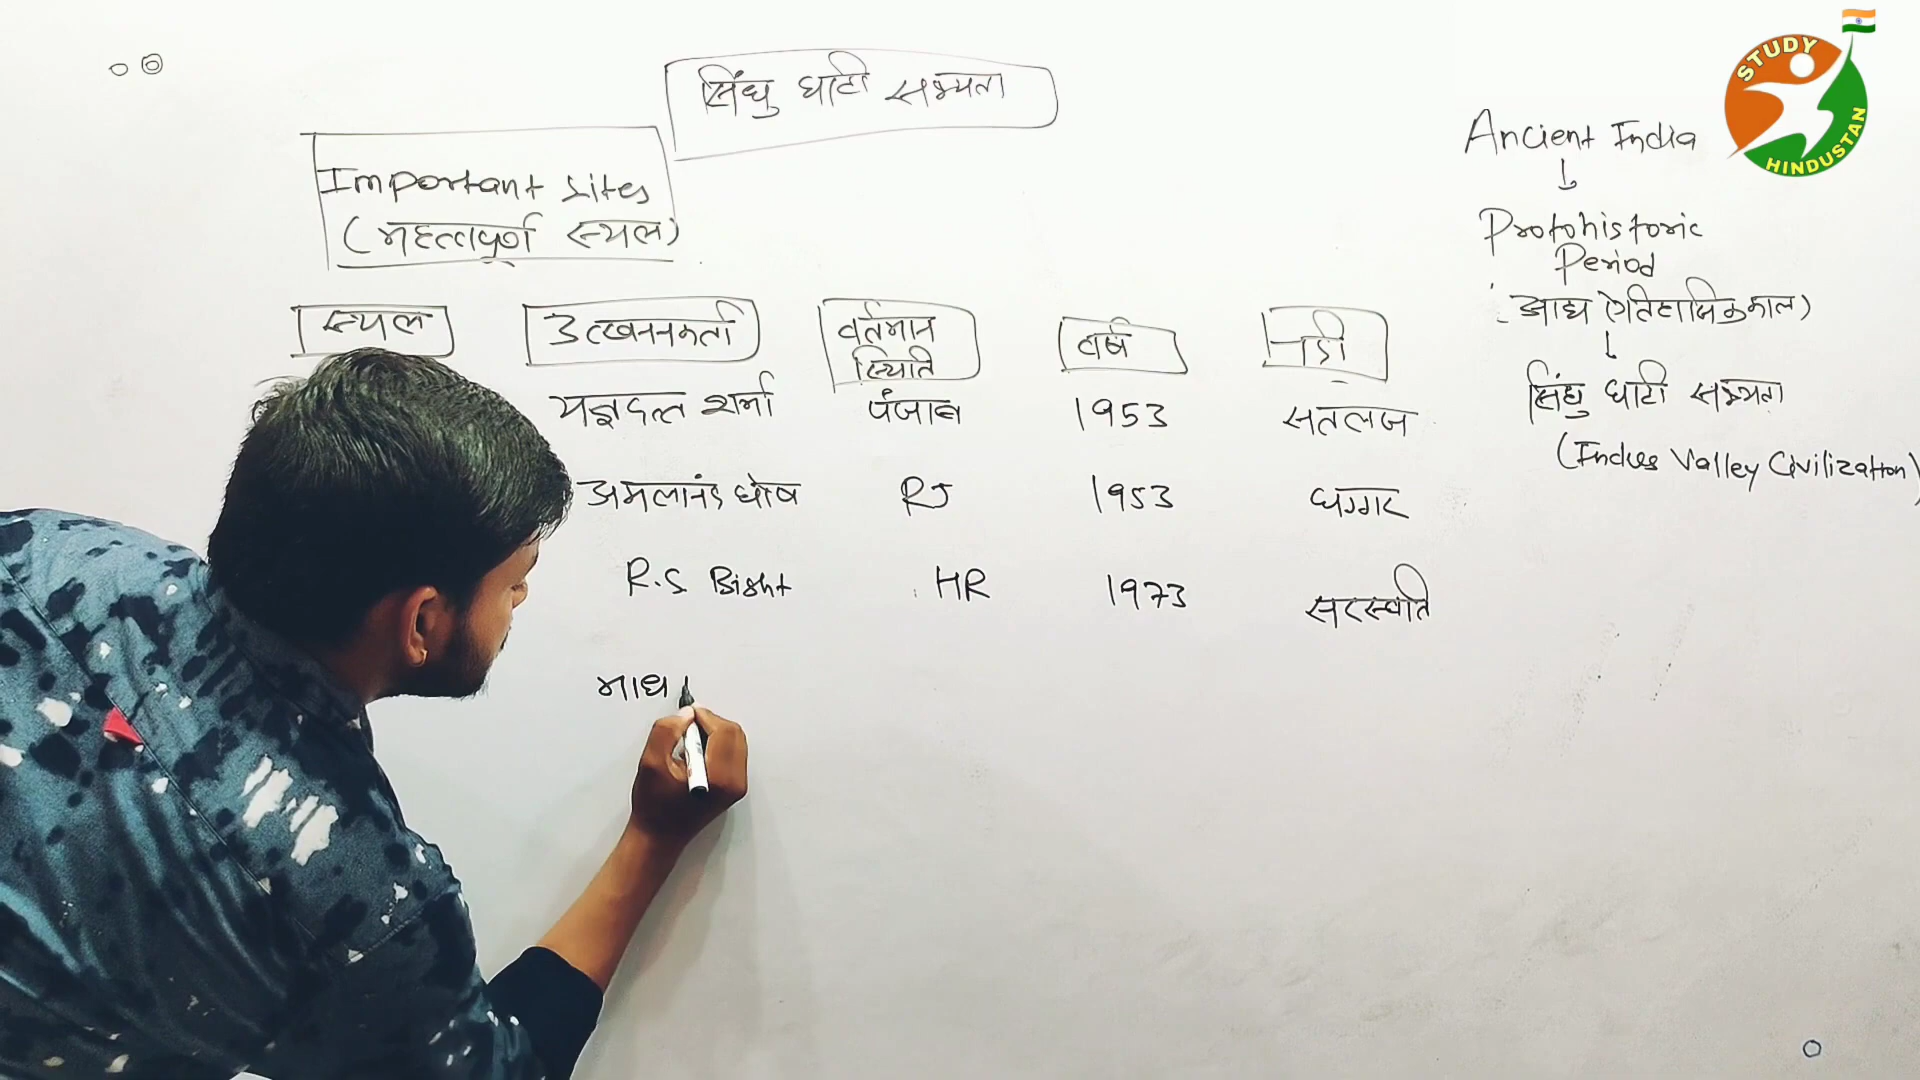 सिंधु घाटी सभ्यता
Important Sites
(महत्वपूर्ण स्थल)
स्थल उत्खननकर्ता वर्तमान स्थिति वर्ष नदी
यज्ञदत्त शर्मा पंजाब 1953 सतलज
अमलानंद घोष RJ 1953 घग्गर
R.S Bisht HR 1973 सरस्वति
माध
Ancient India
Protohistoric
Period
आद्य ऐतिहासिक काल)
सिंधु घाटी सभ्यता
(Indus Valley Civilization)
STUDY
HINDUSTAN